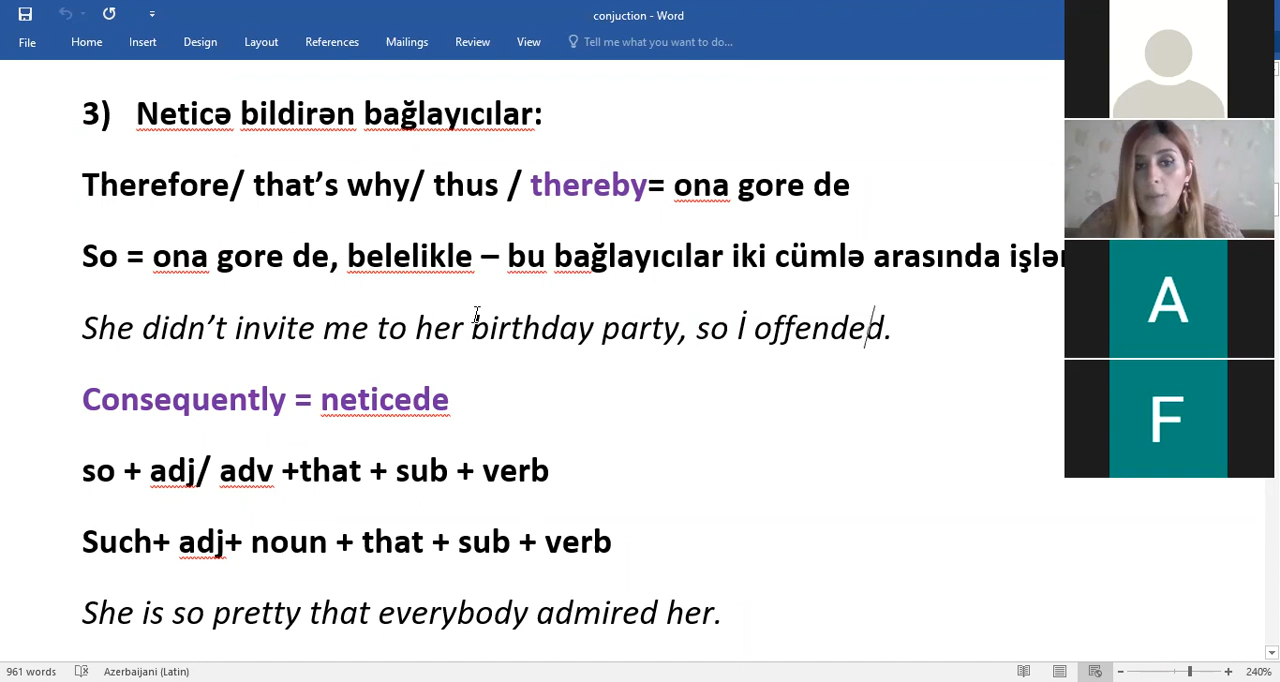 conjuction - Word
File Home Insert Design Layout References Mailings Review View Tell me what you want to do...
3) Neticə bildirən bağlayıcılar:
Therefore/ that's why/ thus / thereby= ona gore de
So = ona gore de, belelikle – bu bağlayıcılar iki cümlə arasında
She didn't invite me to her birthday party, so İ offended.
Consequently = neticede
so + adj/ adv +that + sub + verb
Such+ adj+ noun + that + sub + verb
She is so pretty that everybody admired her.
A
F
961 words Azerbaijani (Latin) 240%